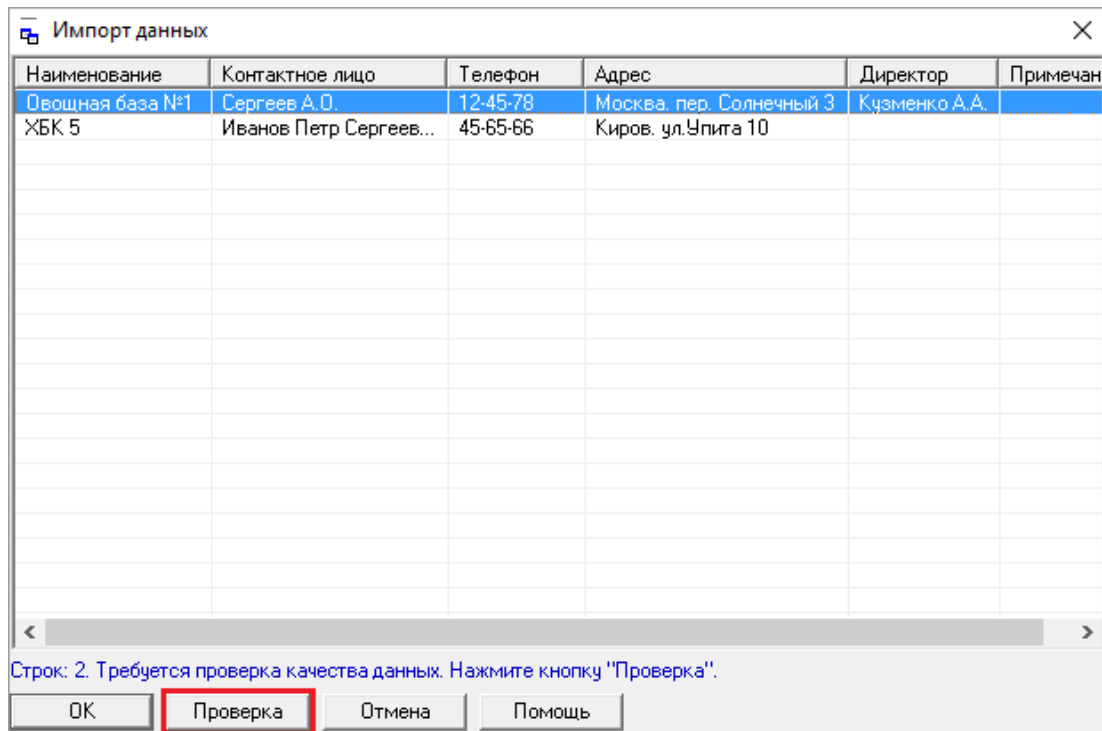 Импорт данных
Наименование Контактное лицо Телефон Адрес Директор Примечан
Овощная база №1 Сергеев А.О. 12-45-78 Москва. пер. Солнечный 3 Кузменко А.А.
ХБК 5 Иванов Петр Сергеев... 45-65-66 Киров. ул.Упита 10
Строк: 2. Требуется проверка качества данных. Нажмите кнопку "Проверка".
OK Проверка Отмена Помощь